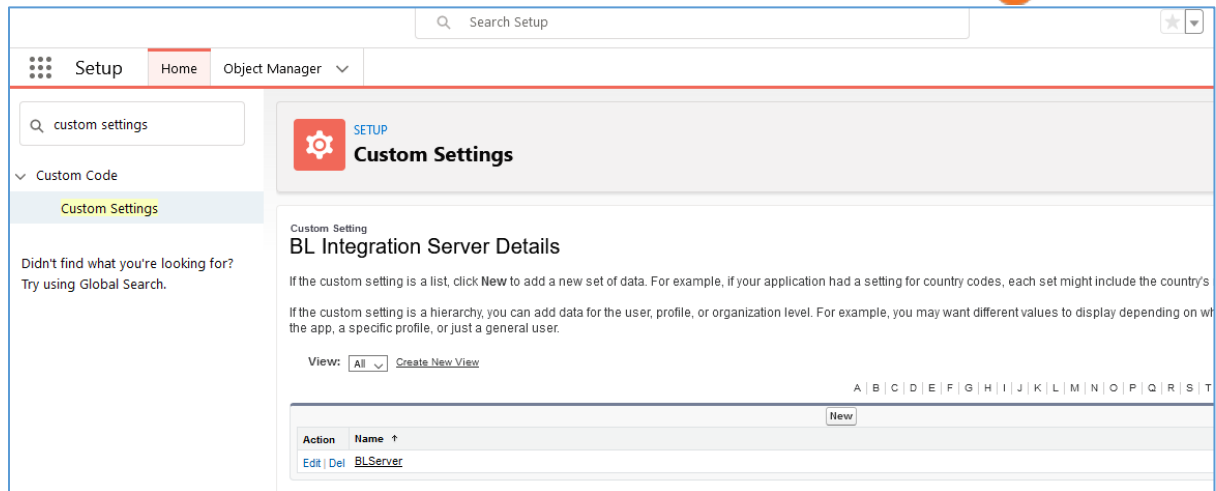 Search Setup
Setup Home Object Manager
custom settings
Custom Code
Custom Settings
Didn't find what you're looking for?
Try using Global Search.
SETUP
Custom Settings
Custom Setting
BL Integration Server Details
If the custom setting is a list, click New to add a new set of data. For example, if your application had a setting for country codes, each set might include the country's
If the custom setting is a hierarchy, you can add data for the user, profile, or organization level. For example, you may want different values to display depending on
the app, a specific profile, or just a general user.
View: All Create New View
A | B | C | D | E | F | G | H | I | J | K | L | M | N | O | P | Q | R | S | T
New
Action Name ↑
Edit | Del BLServer